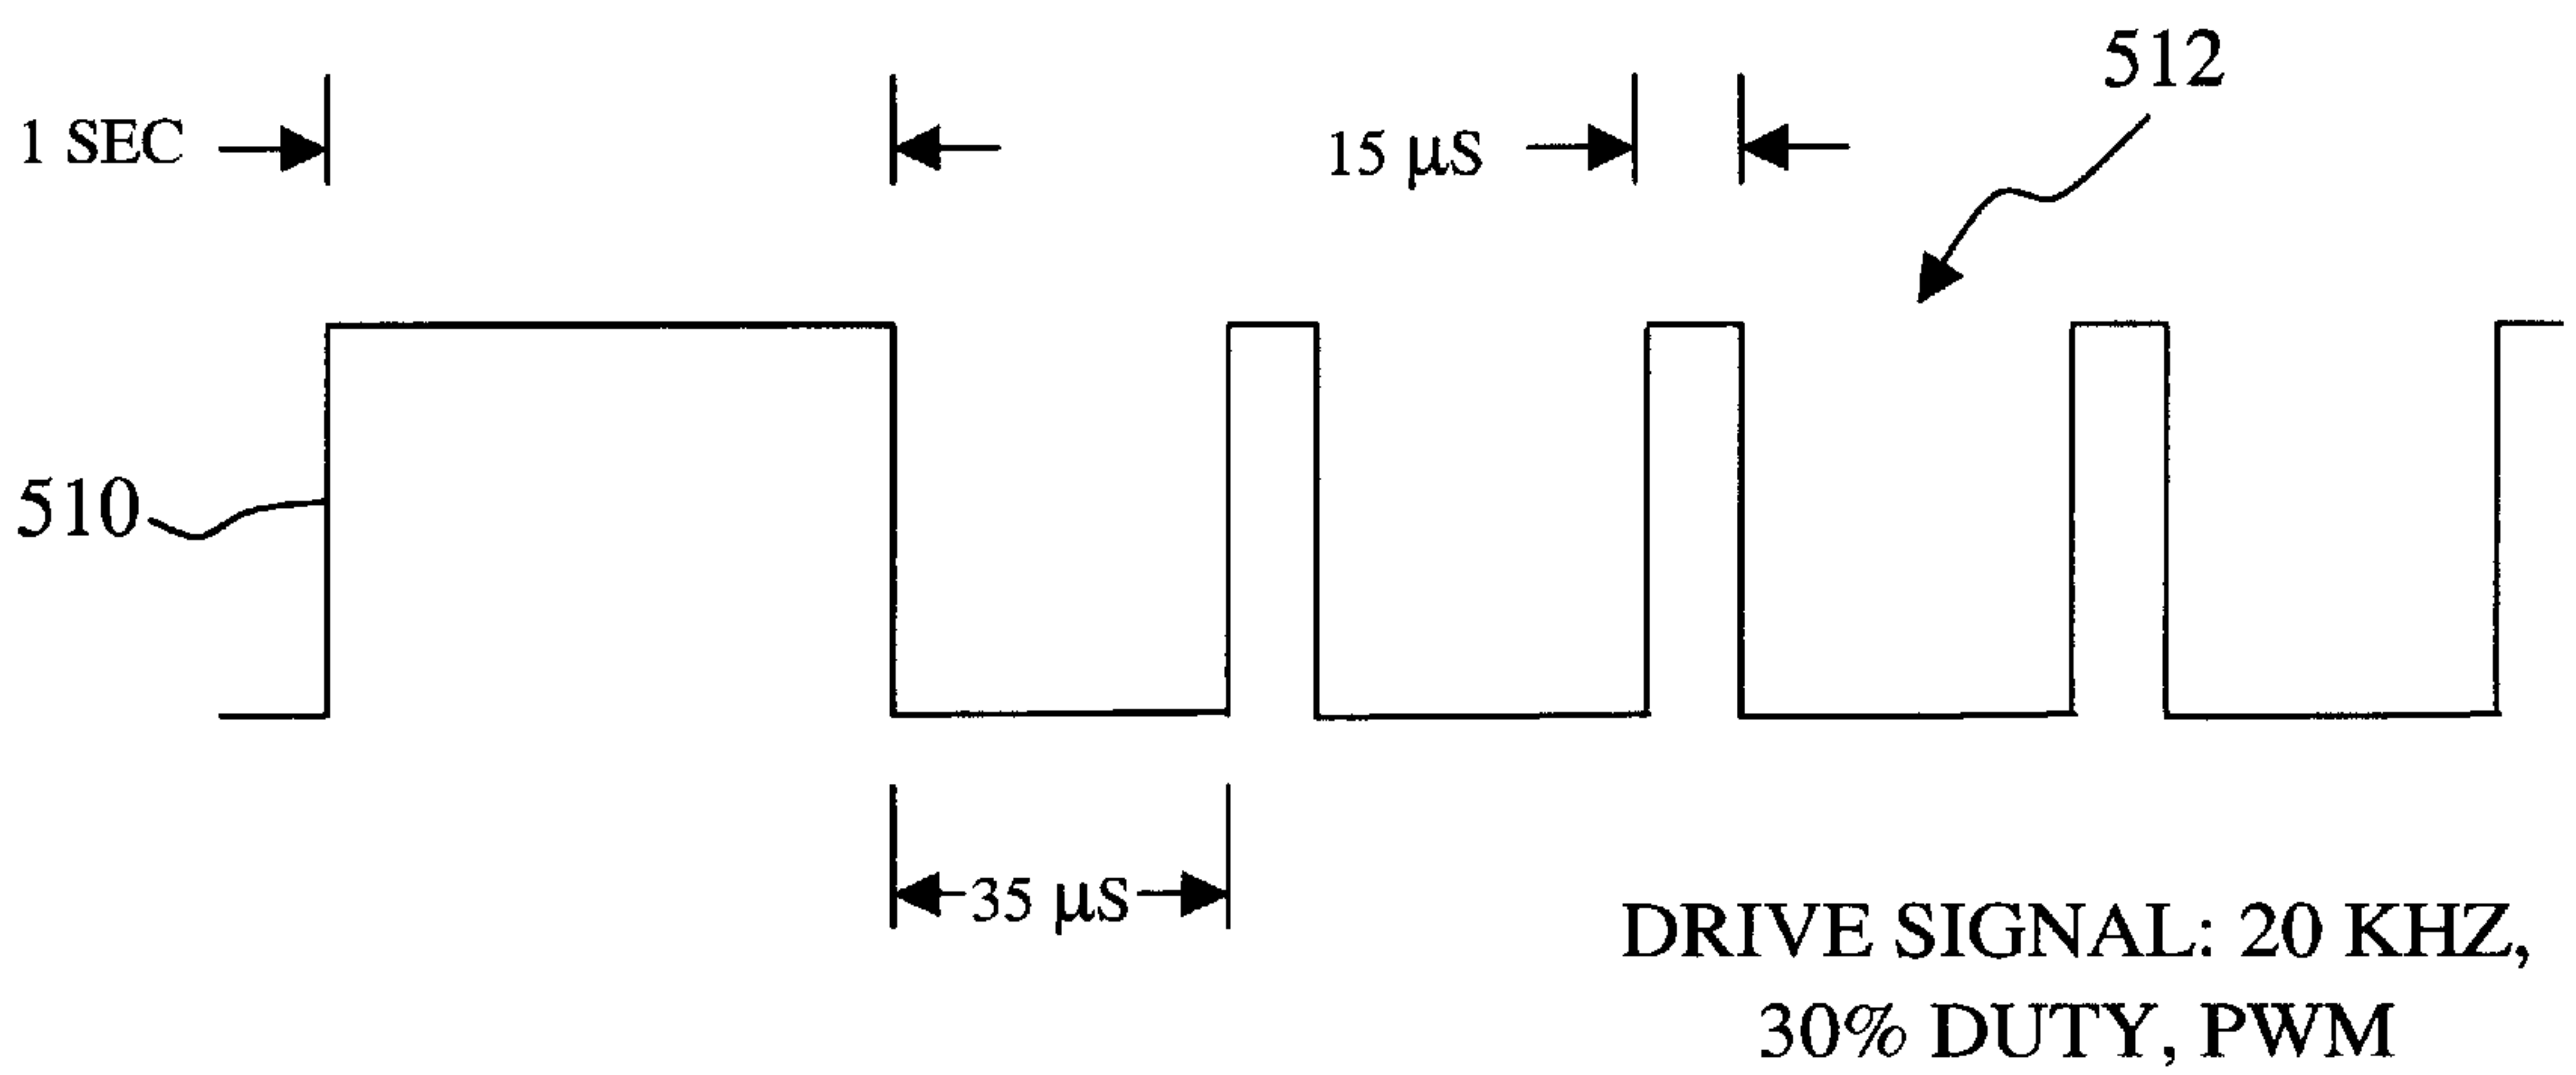 512
1 SEC
15 μS
510
35 μS
DRIVE SIGNAL: 20 KHZ,
30% DUTY, PWM